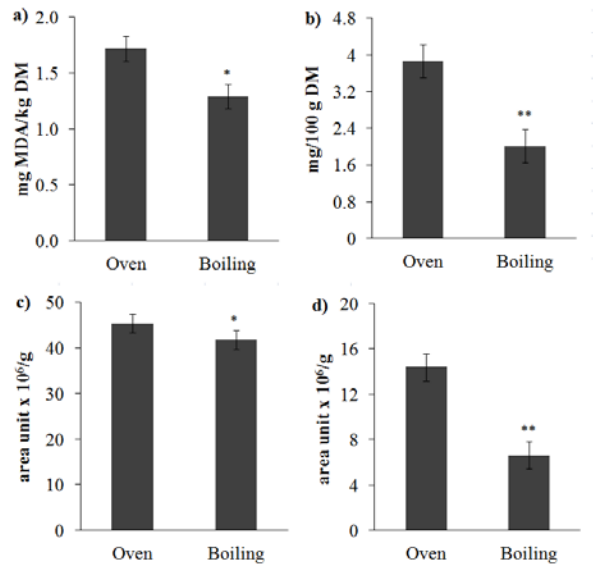 a)
mg MDA/kg DM
2.0
1.5
1.0
0.5
0.0
*
Oven Boiling
b)
mg/100 g DM
4.8
4
3.2
2.4
1.6
0.8
0
**
Oven Boiling
c)
area unit x 10⁶/g
50
40
30
20
10
0
*
Oven Boiling
d)
area unit x 10⁶/g
20
16
12
8
4
0
**
Oven Boiling